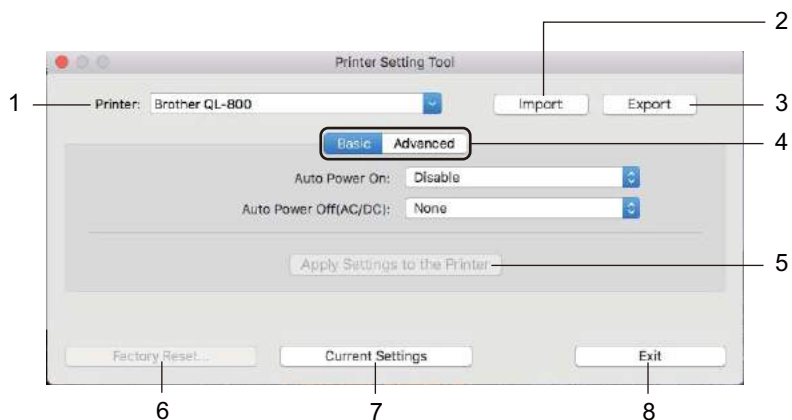 2
Printer Setting Tool
1 Printer: Brother QL-800 Import Export 3
Basic Advanced 4
Auto Power On: Disable
Auto Power Off(AC/DC): None
Apply Settings to the Printer 5
Factory Reset... Current Settings Exit
6 7 8